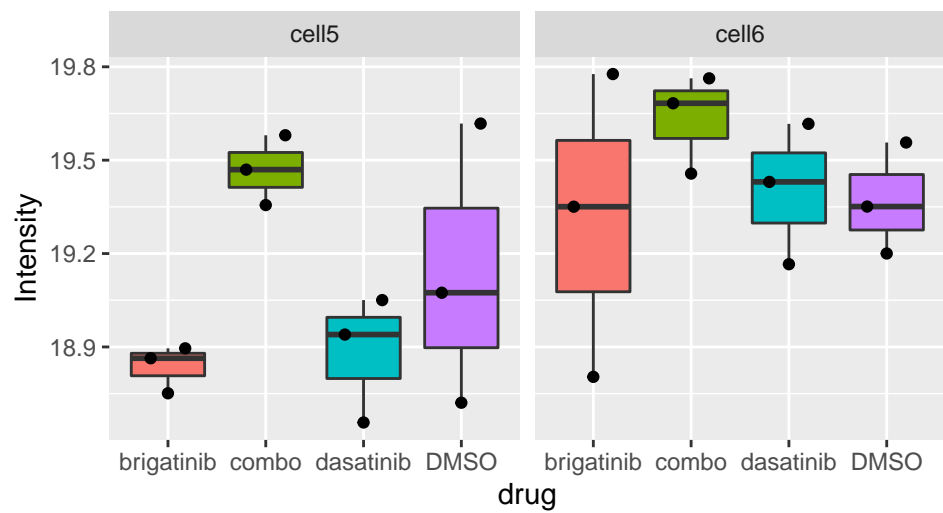 cell5 cell6
19.8
19.5
19.2
18.9
Intensity
brigatinib combo dasatinib DMSO brigatinib combo dasatinib DMSO
drug